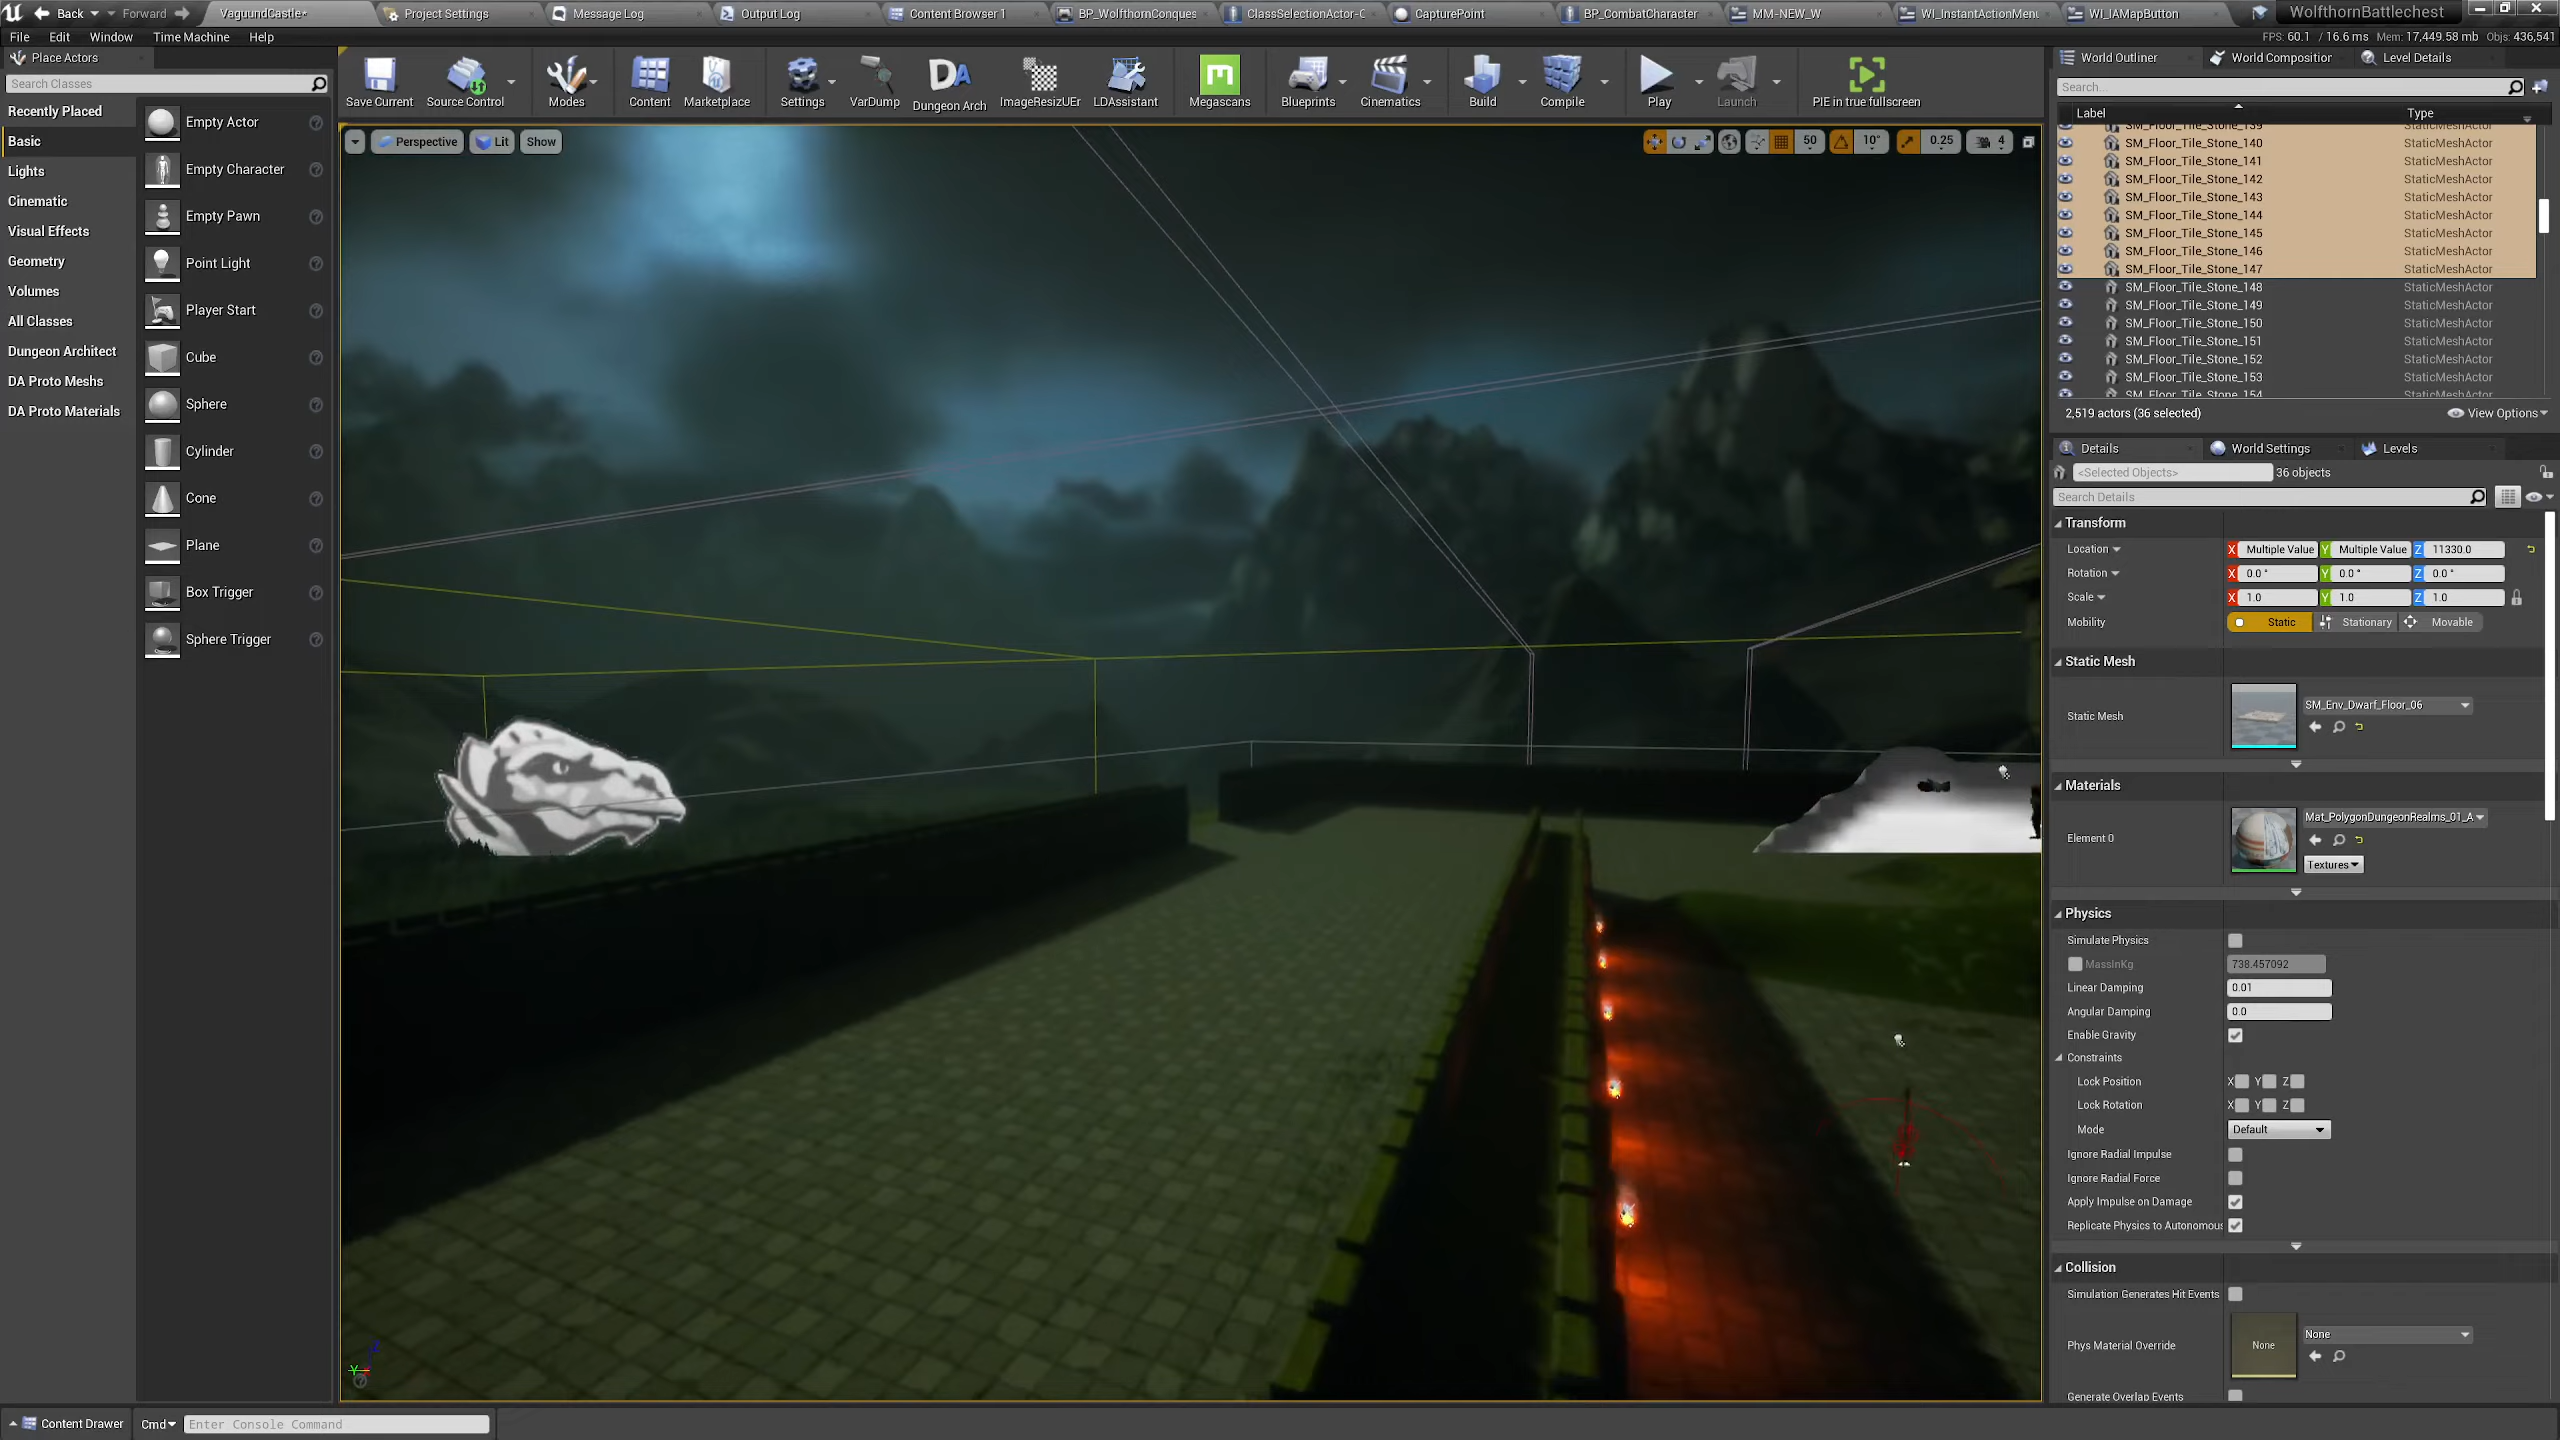 Back Forward VaguundCastle* Project Settings Message Log Output Log Content Browser 1 BP_WolfthornConques ClassSelectionActor-C CapturePoint BP_CombatCharacter MM-NEW_W WI_InstantActionMenu WI_IAMapButton WolfthornBattlechest
File Edit Window Time Machine Help FPS: 60.1 / 16.6 ms Mem: 17,449.58 mb Objs: 436,541
Place Actors
Search Classes
Recently Placed
Basic
Lights
Cinematic
Visual Effects
Geometry
Volumes
All Classes
Dungeon Architect
DA Proto Meshs
DA Proto Materials
Empty Actor
Empty Character
Empty Pawn
Point Light
Player Start
Cube
Sphere
Cylinder
Cone
Plane
Box Trigger
Sphere Trigger
Save Current Source Control Modes Content Marketplace Settings VarDump Dungeon Arch ImageResizUEr LDAssistant Megascans Blueprints Cinematics Build Compile Play Launch PIE in true fullscreen
Perspective Lit Show 50 10° 0.25 4
World Outliner World Composition Level Details
Search...
Label Type
SM_Floor_Tile_Stone_139 StaticMeshActor
SM_Floor_Tile_Stone_140 StaticMeshActor
SM_Floor_Tile_Stone_141 StaticMeshActor
SM_Floor_Tile_Stone_142 StaticMeshActor
SM_Floor_Tile_Stone_143 StaticMeshActor
SM_Floor_Tile_Stone_144 StaticMeshActor
SM_Floor_Tile_Stone_145 StaticMeshActor
SM_Floor_Tile_Stone_146 StaticMeshActor
SM_Floor_Tile_Stone_147 StaticMeshActor
SM_Floor_Tile_Stone_148 StaticMeshActor
SM_Floor_Tile_Stone_149 StaticMeshActor
SM_Floor_Tile_Stone_150 StaticMeshActor
SM_Floor_Tile_Stone_151 StaticMeshActor
SM_Floor_Tile_Stone_152 StaticMeshActor
SM_Floor_Tile_Stone_153 StaticMeshActor
SM_Floor_Tile_Stone_154 StaticMeshActor
2,519 actors (36 selected) View Options
Details World Settings Levels
<Selected Objects> 36 objects
Search Details
Transform
Location X Multiple Value Y Multiple Value Z 11330.0
Rotation X 0.0 ° Y 0.0 ° Z 0.0 °
Scale X 1.0 Y 1.0 Z 1.0
Mobility Static Stationary Movable
Static Mesh
Static Mesh SM_Env_Dwarf_Floor_06
Materials
Element 0 Mat_PolygonDungeonRealms_01_A
Textures
Physics
Simulate Physics
MassInKg 738.457092
Linear Damping 0.01
Angular Damping 0.0
Enable Gravity
Constraints
Lock Position X Y Z
Lock Rotation X Y Z
Mode Default
Ignore Radial Impulse
Ignore Radial Force
Apply Impulse on Damage
Replicate Physics to Autonomous
Collision
Simulation Generates Hit Events
Phys Material Override None None
Generate Overlap Events
Y
Content Drawer Cmd Enter Console Command